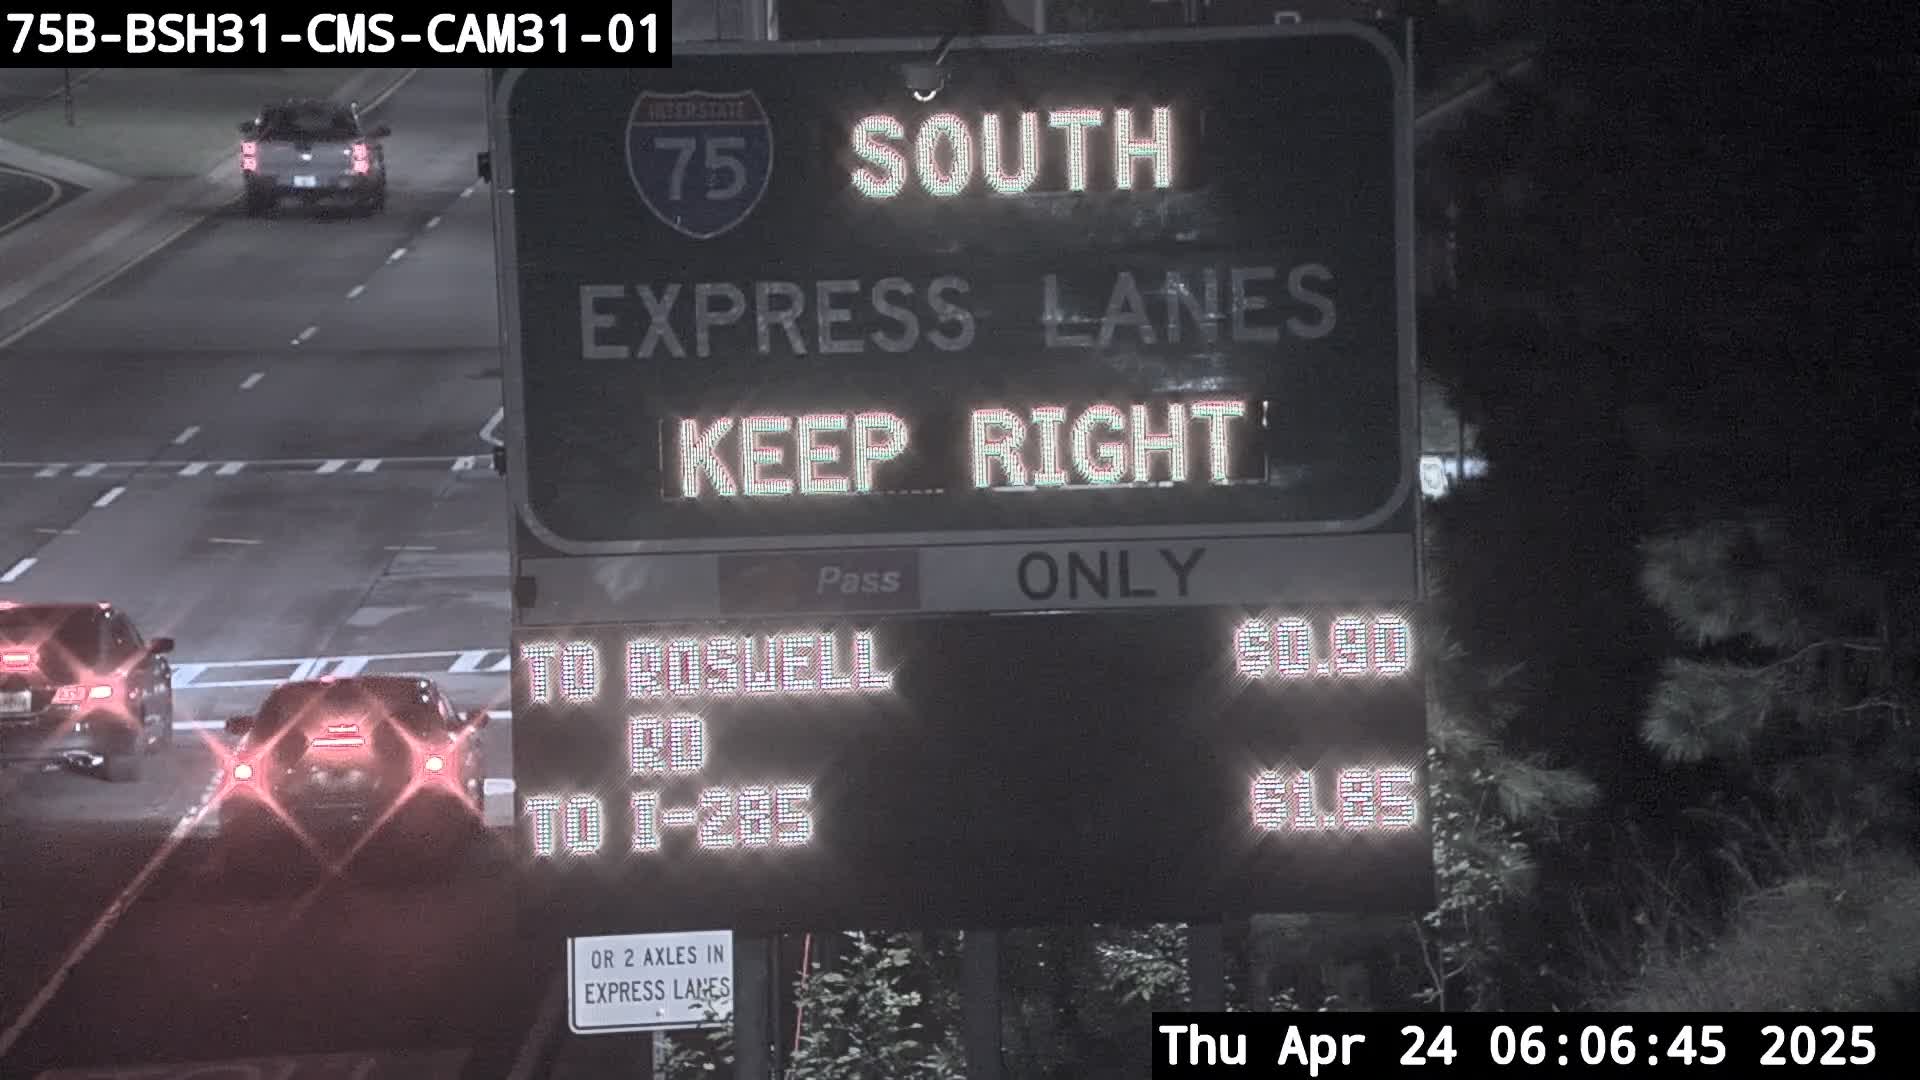 75B-BSH31-CMS-CAM31-01
INTERSTATE
75
SOUTH
EXPRESS LANES
KEEP RIGHT
Pass ONLY
TO ROSWELL $0.90
RD
TO I-285 $1.85
OR 2 AXLES IN
EXPRESS LANES
Thu Apr 24 06:06:45 2025